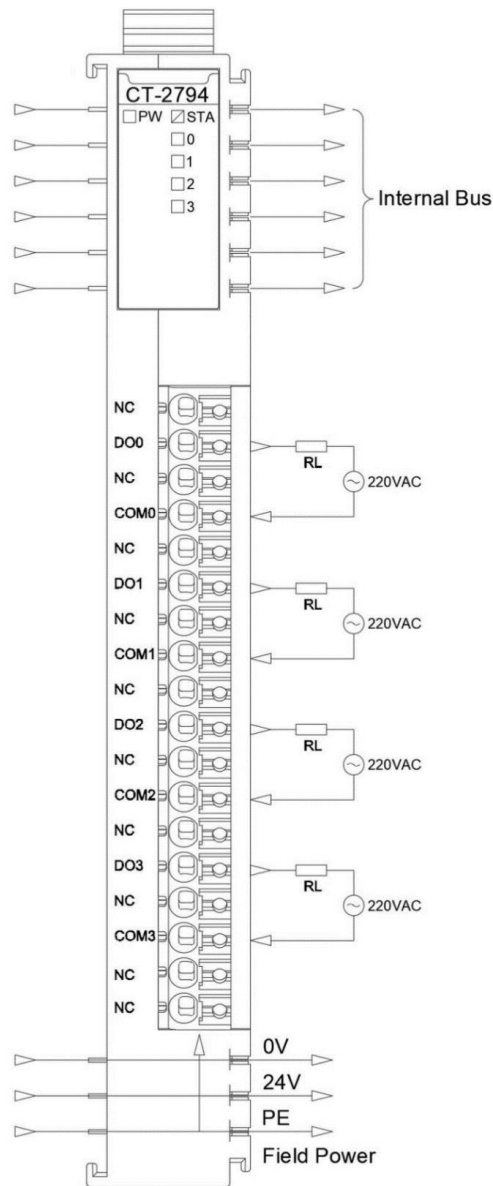 CT-2794
PW STA
0
1
2
3
Internal Bus
NC
DO0
RL
220VAC
NC
COM0
NC
DO1
RL
220VAC
NC
COM1
NC
DO2
RL
220VAC
NC
COM2
NC
DO3
RL
220VAC
NC
COM3
NC
NC
0V
24V
PE
Field Power